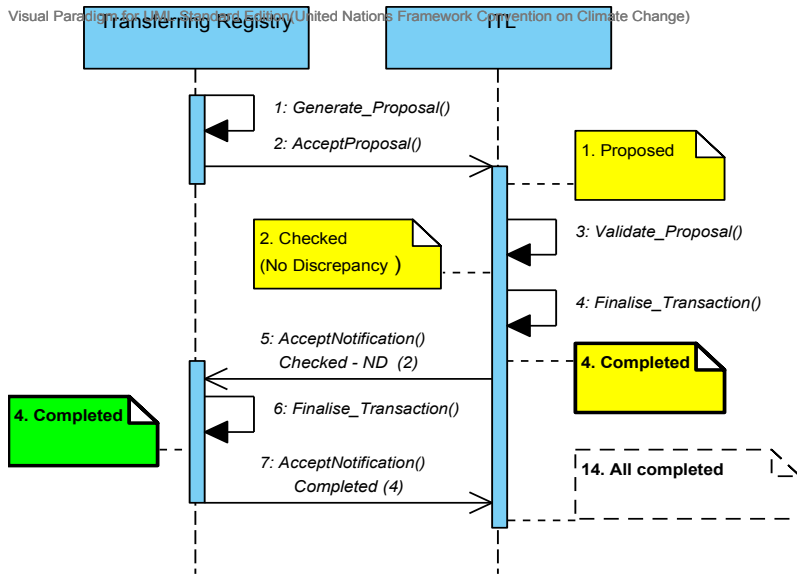 Visual Paradigm for UML Standard Edition(United Nations Framework Convention on Climate Change)
Transferring Registry
ITL
1: Generate_Proposal()
2: AcceptProposal()
1. Proposed
3: Validate_Proposal()
2. Checked
(No Discrepancy )
4: Finalise_Transaction()
5: AcceptNotification()
Checked - ND (2)
4. Completed
4. Completed
6: Finalise_Transaction()
7: AcceptNotification()
Completed (4)
14. All completed